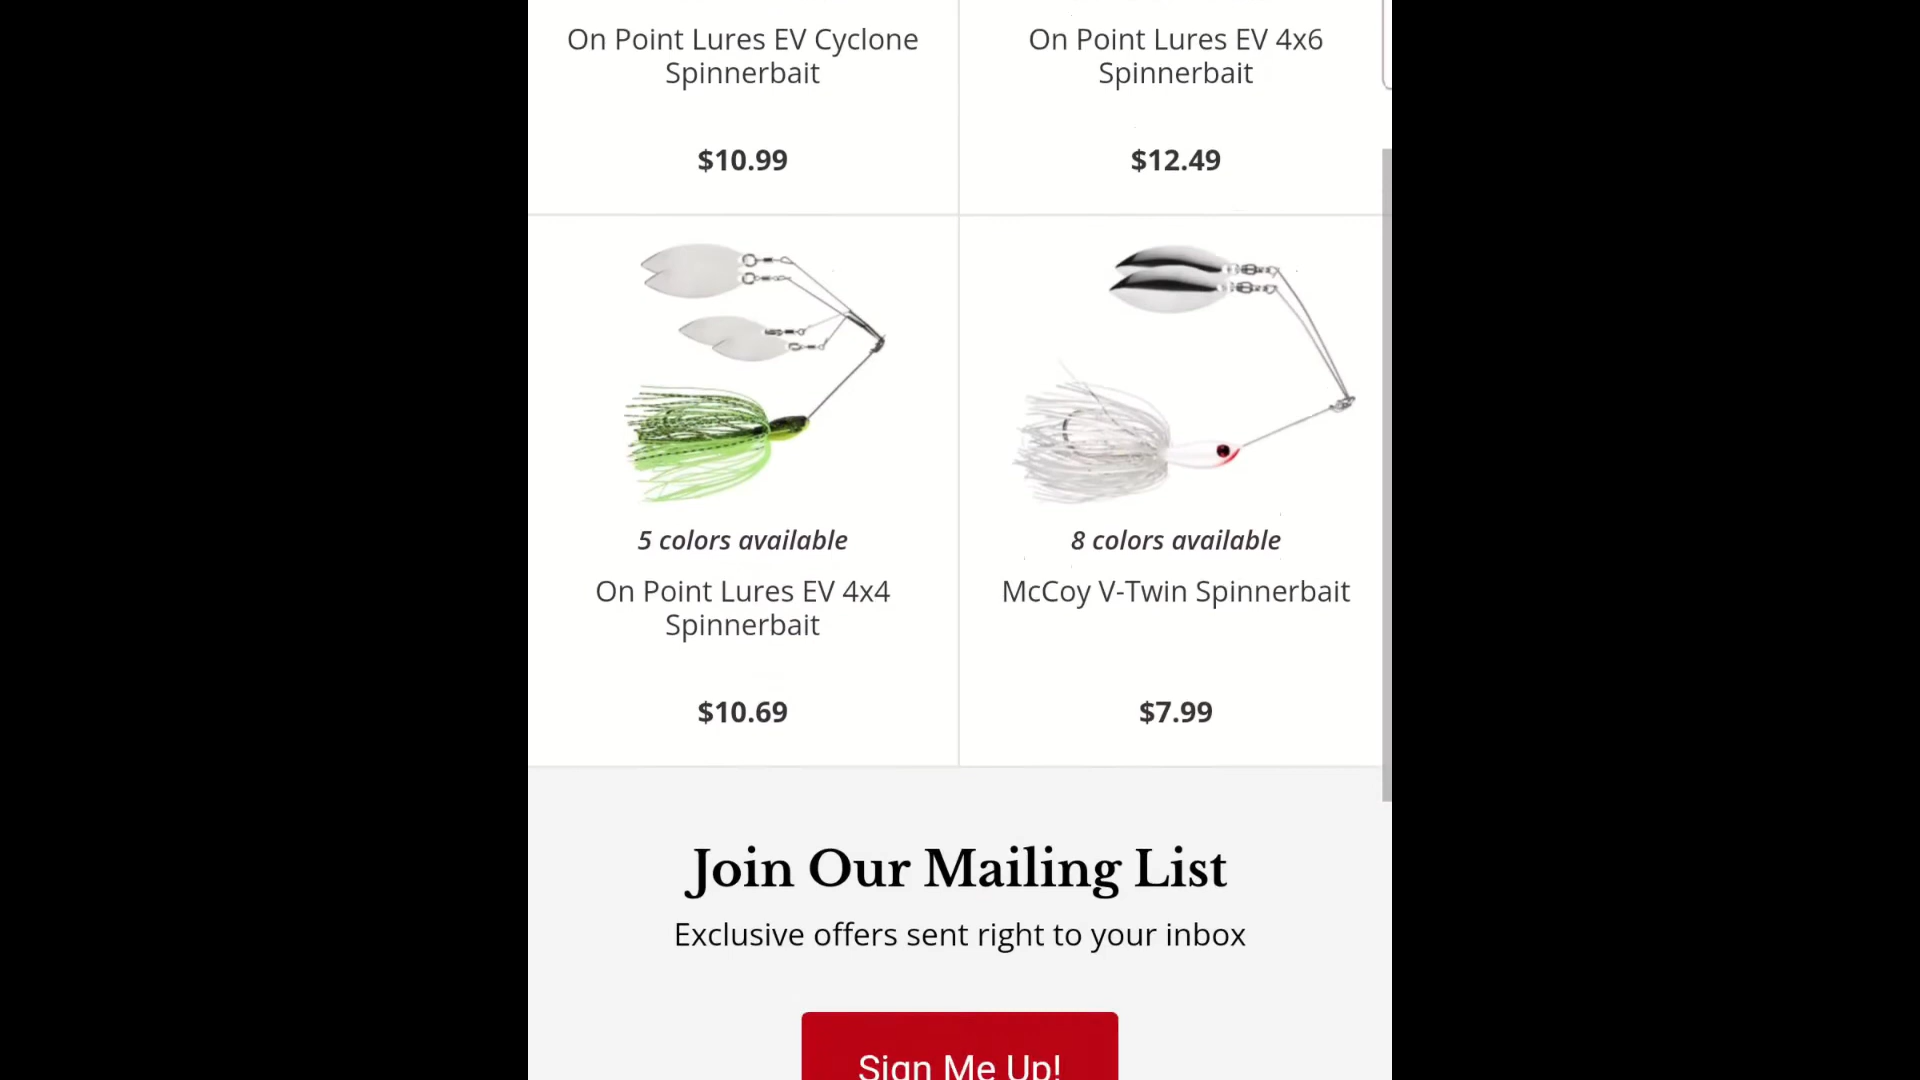 On Point Lures EV Cyclone
Spinnerbait
$10.99
On Point Lures EV 4x6
Spinnerbait
$12.49
5 colors available
On Point Lures EV 4x4
Spinnerbait
$10.69
8 colors available
McCoy V-Twin Spinnerbait
$7.99
Join Our Mailing List
Exclusive offers sent right to your inbox
Sign Me Up!